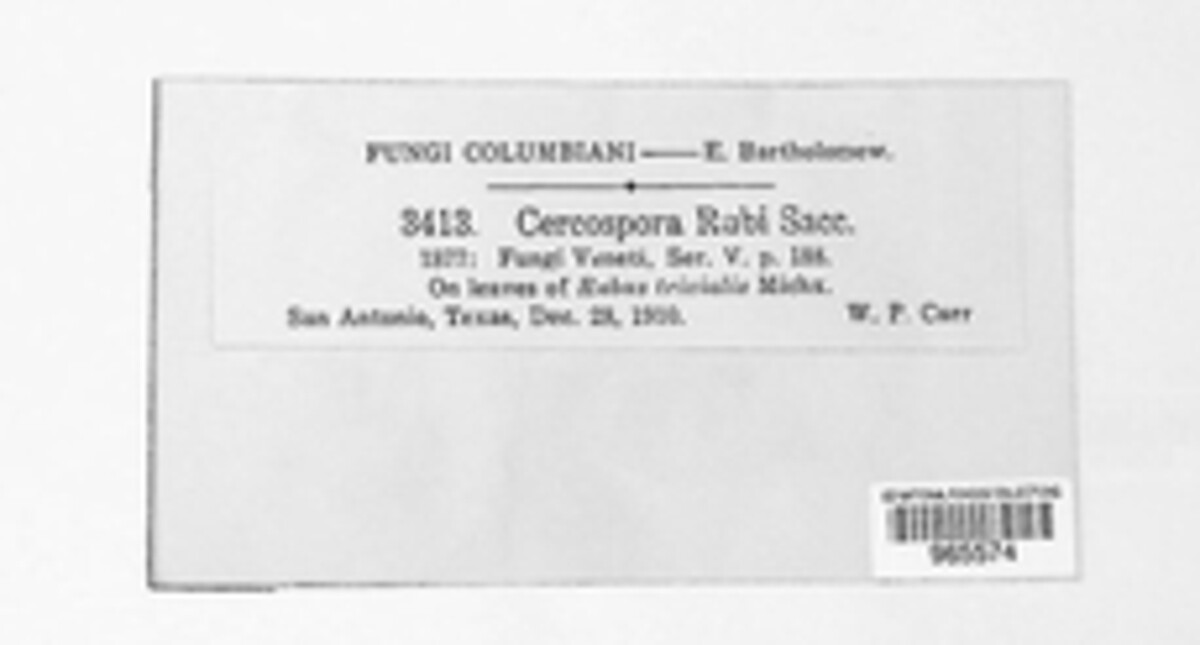 FUNGI COLUMBIANI — E. Bartholomew.
3413. Cercospora Rubi Sacc.
1877: Fungi Veneti, Ser. V. p. 188.
On leaves of Rubus trivialis Michx.
San Antonio, Texas, Dec. 28, 1910. W. P. Carr
965574